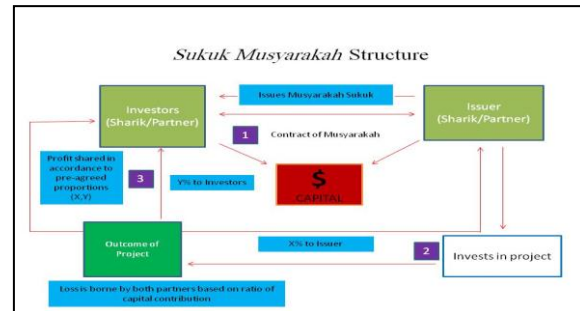 Sukuk Musyarakah Structure
Issues Musyarakah Sukuk
Investors
(Sharik/Partner)
Issuer
(Sharik/Partner)
1
Contract of Musyarakah
Profit shared in
accordance to
pre-agreed proportions
(X,Y)
3
Y% to Investors
$
CAPITAL
Outcome of
Project
X% to Issuer
2
Invests in project
Loss is borne by both partners based on ratio of
capital contribution